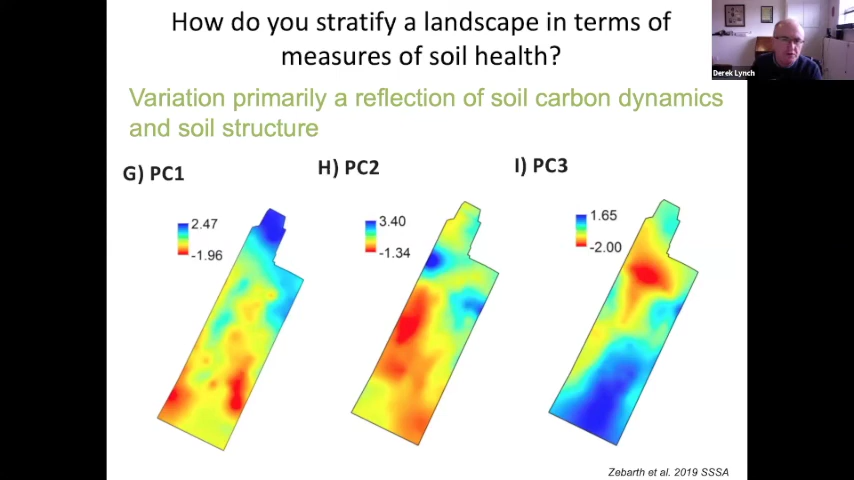 How do you stratify a landscape in terms of
measures of soil health?
Derek Lynch
Variation primarily a reflection of soil carbon dynamics
and soil structure
G) PC1
H) PC2
I) PC3
2.47
-1.96
3.40
-1.34
1.65
-2.00
Zebarth et al. 2019 SSSA